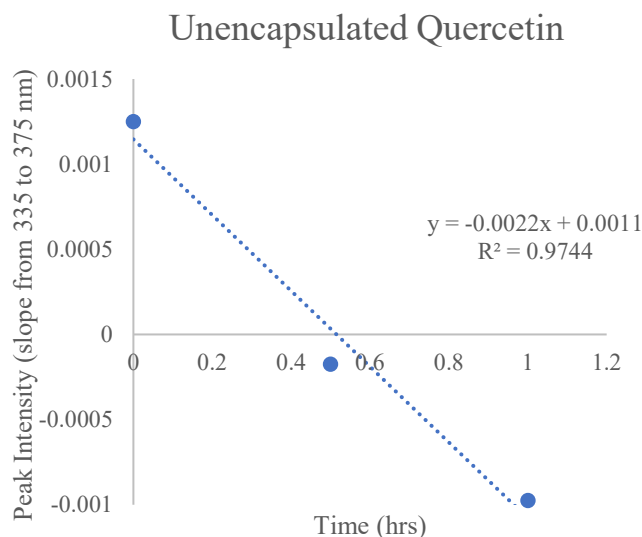 Unencapsulated Quercetin
Peak Intensity (slope from 335 to 375 nm)
0.0015
0.001
0.0005
0
-0.0005
-0.001
y = -0.0022x + 0.0011
R² = 0.9744
0 0.2 0.4 0.6 0.8 1 1.2
Time (hrs)